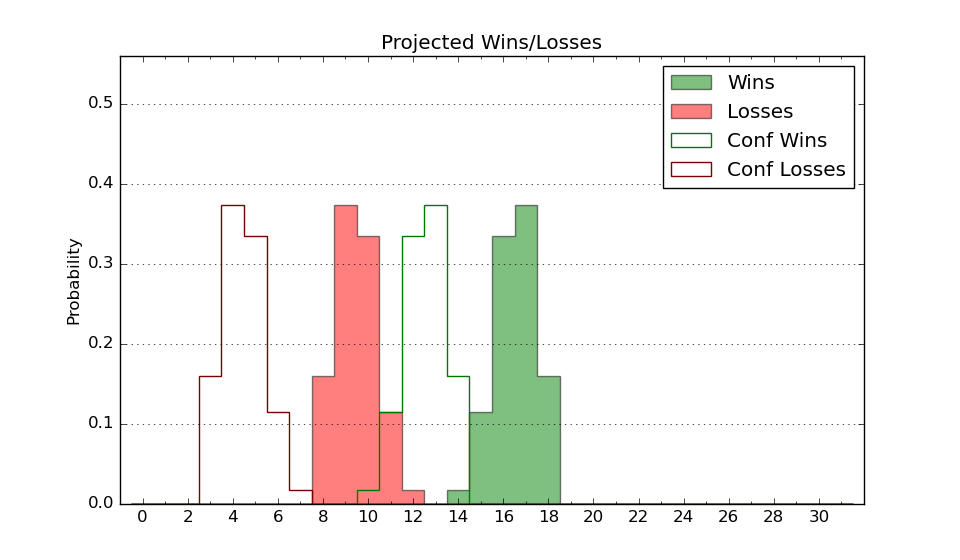 Projected Wins/Losses
Wins
Losses
Conf Wins
Conf Losses
Probability
0.5
0.4
0.3
0.2
0.1
0.0
0 2 4 6 8 10 12 14 16 18 20 22 24 26 28 30